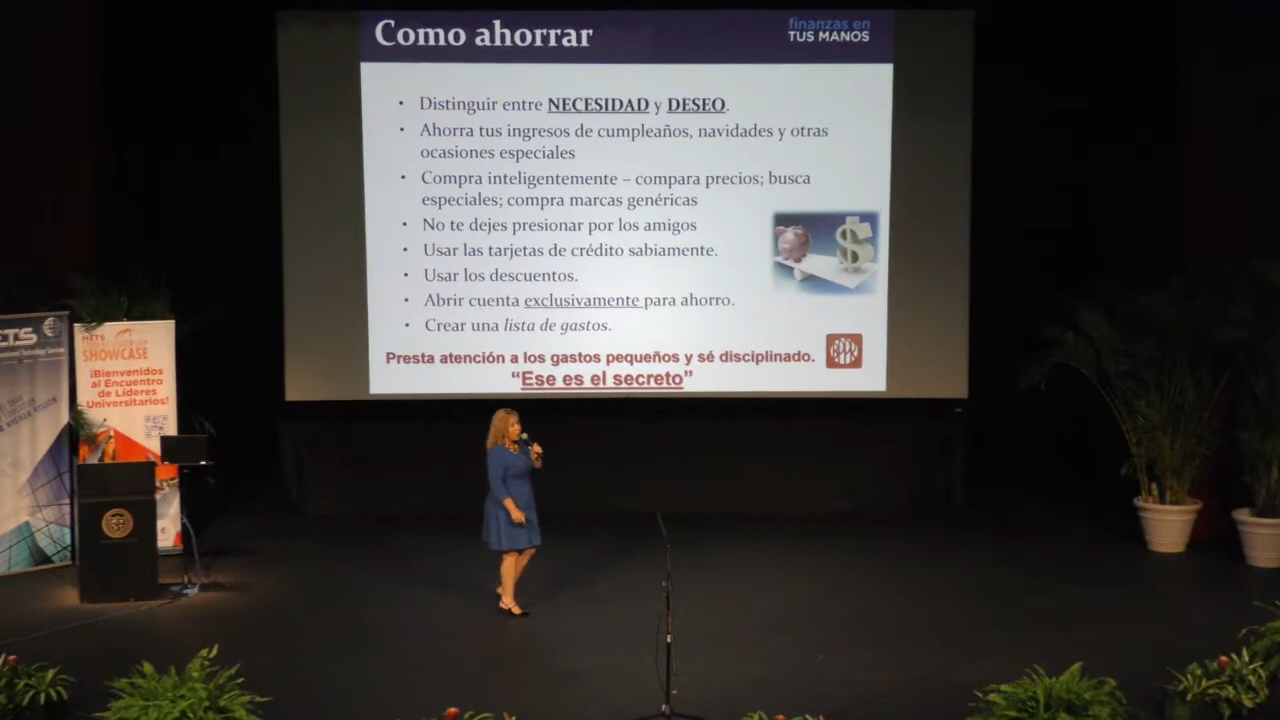 Como ahorrar
finanzas en
TUS MANOS
• Distinguir entre NECESIDAD y DESEO.
• Ahorra tus ingresos de cumpleaños, navidades y otras
ocasiones especiales
• Compra inteligentemente – compara precios; busca
especiales; compra marcas genéricas
• No te dejes presionar por los amigos
• Usar las tarjetas de crédito sabiamente.
• Usar los descuentos.
• Abrir cuenta exclusivamente para ahorro.
• Crear una lista de gastos.
Presta atención a los gastos pequeños y sé disciplinado.
“Ese es el secreto”
SHOWCASE
¡Bienvenidos
al Encuentro
de Líderes
Universitarios!